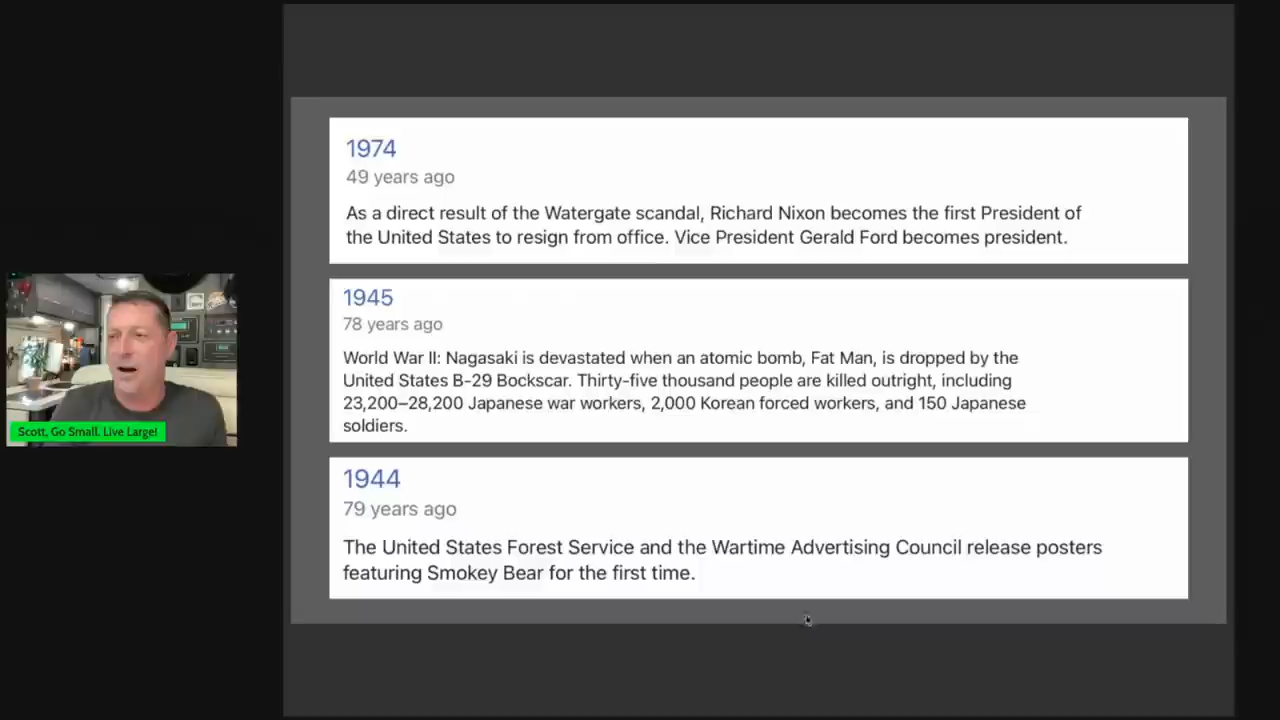 1974
49 years ago
As a direct result of the Watergate scandal, Richard Nixon becomes the first President of
the United States to resign from office. Vice President Gerald Ford becomes president.
1945
78 years ago
World War II: Nagasaki is devastated when an atomic bomb, Fat Man, is dropped by the
United States B-29 Bockscar. Thirty-five thousand people are killed outright, including
23,200–28,200 Japanese war workers, 2,000 Korean forced workers, and 150 Japanese
soldiers.
Scott, Go Small. Live Large!
1944
79 years ago
The United States Forest Service and the Wartime Advertising Council release posters
featuring Smokey Bear for the first time.